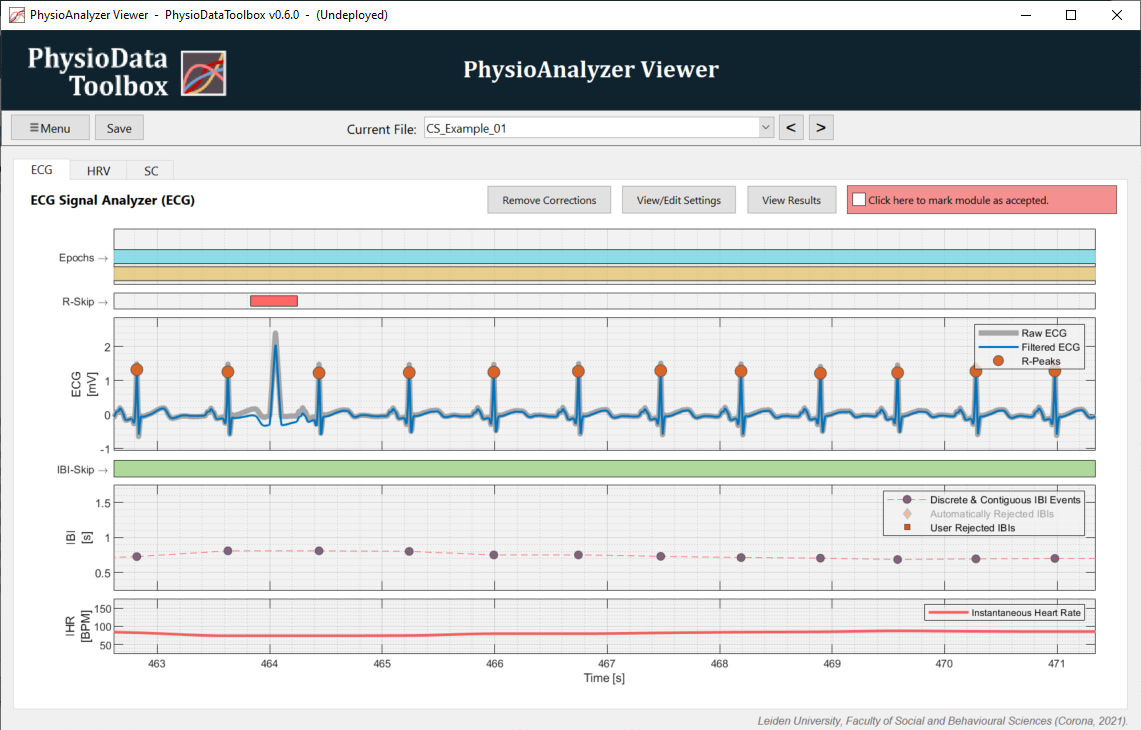 PhysioAnalyzer Viewer - PhysioDataToolbox v0.6.0 - (Undeployed)
PhysioData
Toolbox
PhysioAnalyzer Viewer
≡Menu
Save
Current File:
CS_Example_01
<
>
ECG
HRV
SC
ECG Signal Analyzer (ECG)
Remove Corrections
View/Edit Settings
View Results
Click here to mark module as accepted.
Epochs →
R-Skip →
ECG
[mV]
2
1
0
-1
Raw ECG
Filtered ECG
R-Peaks
IBI-Skip →
IBI
[s]
1.5
1
0.5
Discrete & Contiguous IBI Events
Automatically Rejected IBIs
User Rejected IBIs
IHR
[BPM]
150
100
50
Instantaneous Heart Rate
463 464 465 466 467 468 469 470 471
Time [s]
Leiden University, Faculty of Social and Behavioural Sciences (Corona, 2021).